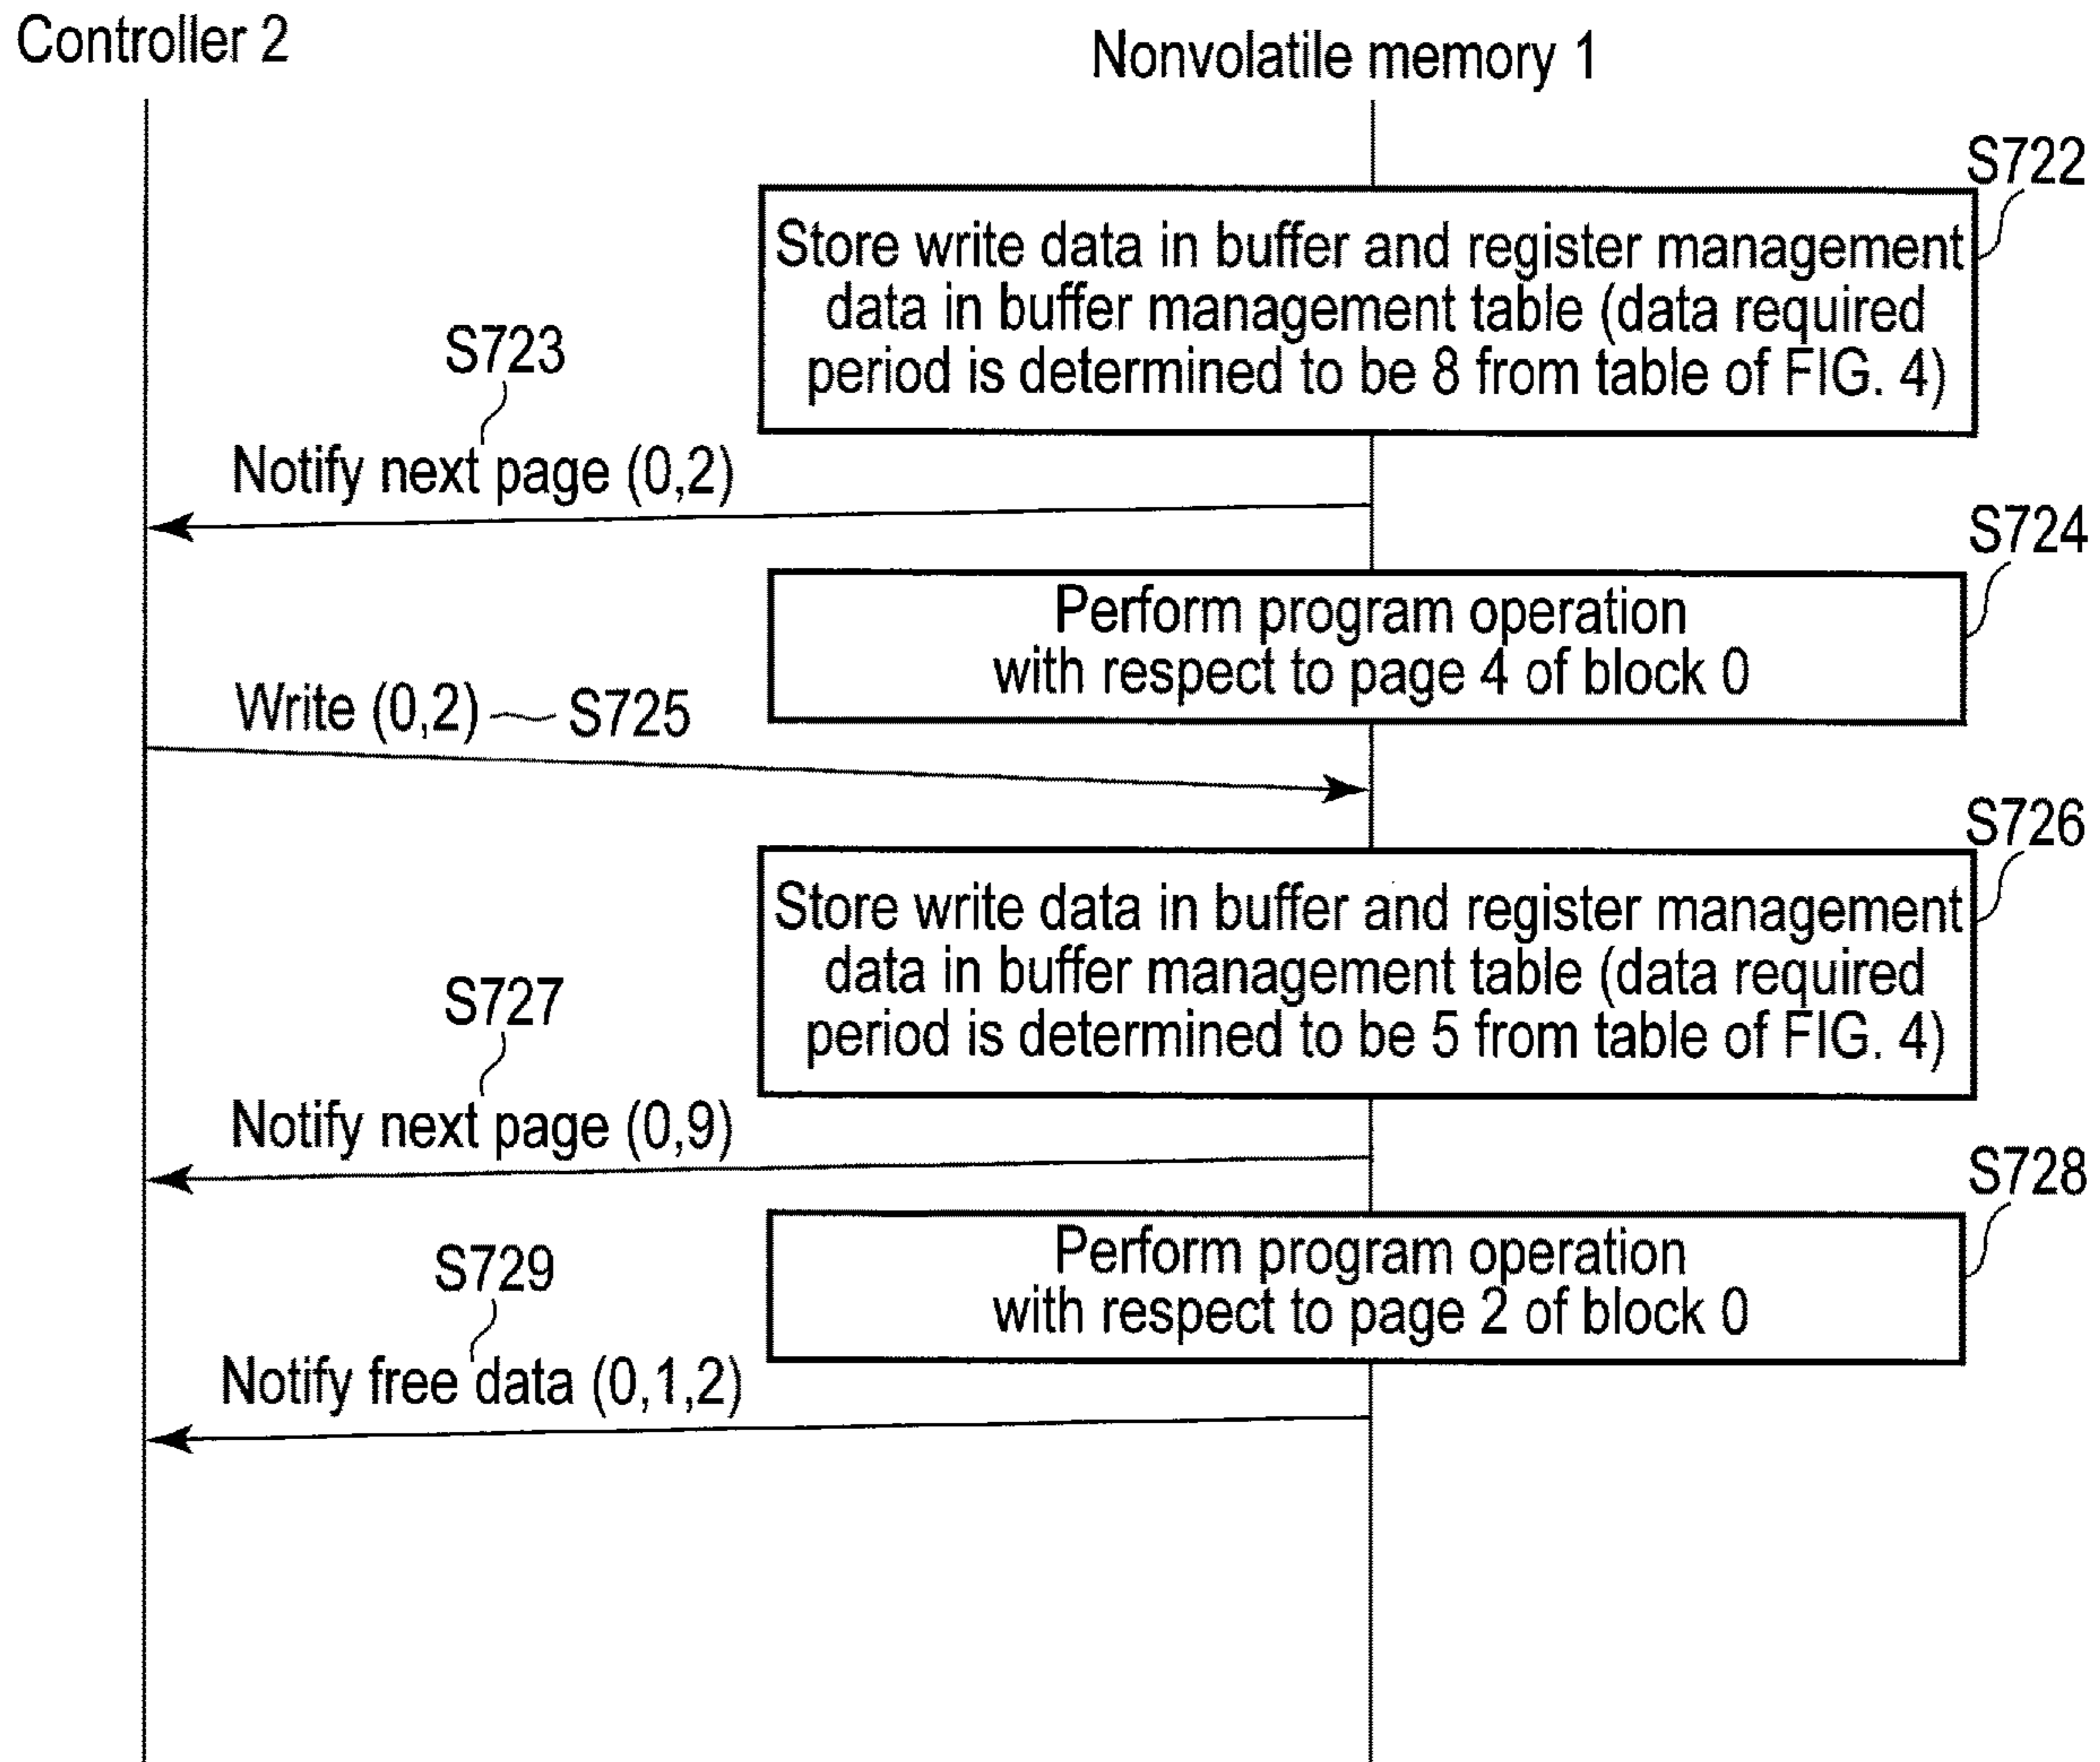 Controller 2
Nonvolatile memory 1
S722
Store write data in buffer and register management
data in buffer management table (data required
period is determined to be 8 from table of FIG. 4)
S723
Notify next page (0,2)
S724
Perform program operation
with respect to page 4 of block 0
Write (0,2) S725
S726
Store write data in buffer and register management
data in buffer management table (data required
period is determined to be 5 from table of FIG. 4)
S727
Notify next page (0,9)
S728
Perform program operation
with respect to page 2 of block 0
S729
Notify free data (0,1,2)